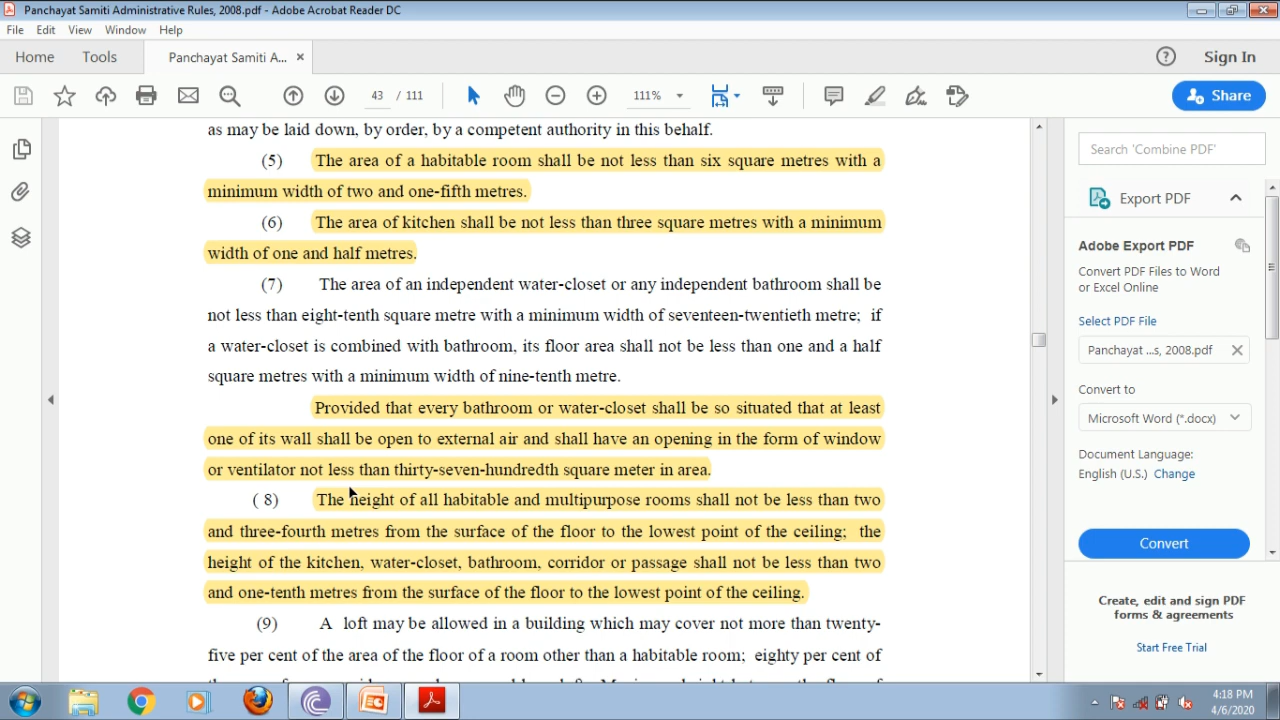 Panchayat Samiti Administrative Rules, 2008.pdf - Adobe Acrobat Reader DC
File Edit View Window Help
Home Tools Panchayat Samiti A... × ? Sign In
43 / 111 111% Share
as may be laid down, by order, by a competent authority in this behalf.
(5) The area of a habitable room shall be not less than six square metres with a
minimum width of two and one-fifth metres.
(6) The area of kitchen shall be not less than three square metres with a minimum
width of one and half metres.
(7) The area of an independent water-closet or any independent bathroom shall be
not less than eight-tenth square metre with a minimum width of seventeen-twentieth metre; if
a water-closet is combined with bathroom, its floor area shall not be less than one and a half
square metres with a minimum width of nine-tenth metre.
Provided that every bathroom or water-closet shall be so situated that at least
one of its wall shall be open to external air and shall have an opening in the form of window
or ventilator not less than thirty-seven-hundredth square meter in area.
( 8) The height of all habitable and multipurpose rooms shall not be less than two
and three-fourth metres from the surface of the floor to the lowest point of the ceiling; the
height of the kitchen, water-closet, bathroom, corridor or passage shall not be less than two
and one-tenth metres from the surface of the floor to the lowest point of the ceiling.
(9) A loft may be allowed in a building which may cover not more than twenty-
five per cent of the area of the floor of a room other than a habitable room; eighty per cent of
Search 'Combine PDF'
Export PDF
Adobe Export PDF
Convert PDF Files to Word
or Excel Online
Select PDF File
Panchayat ...s, 2008.pdf
Convert to
Microsoft Word (*.docx)
Document Language:
English (U.S.) Change
Convert
Create, edit and sign PDF
forms & agreements
Start Free Trial
4:18 PM
4/6/2020